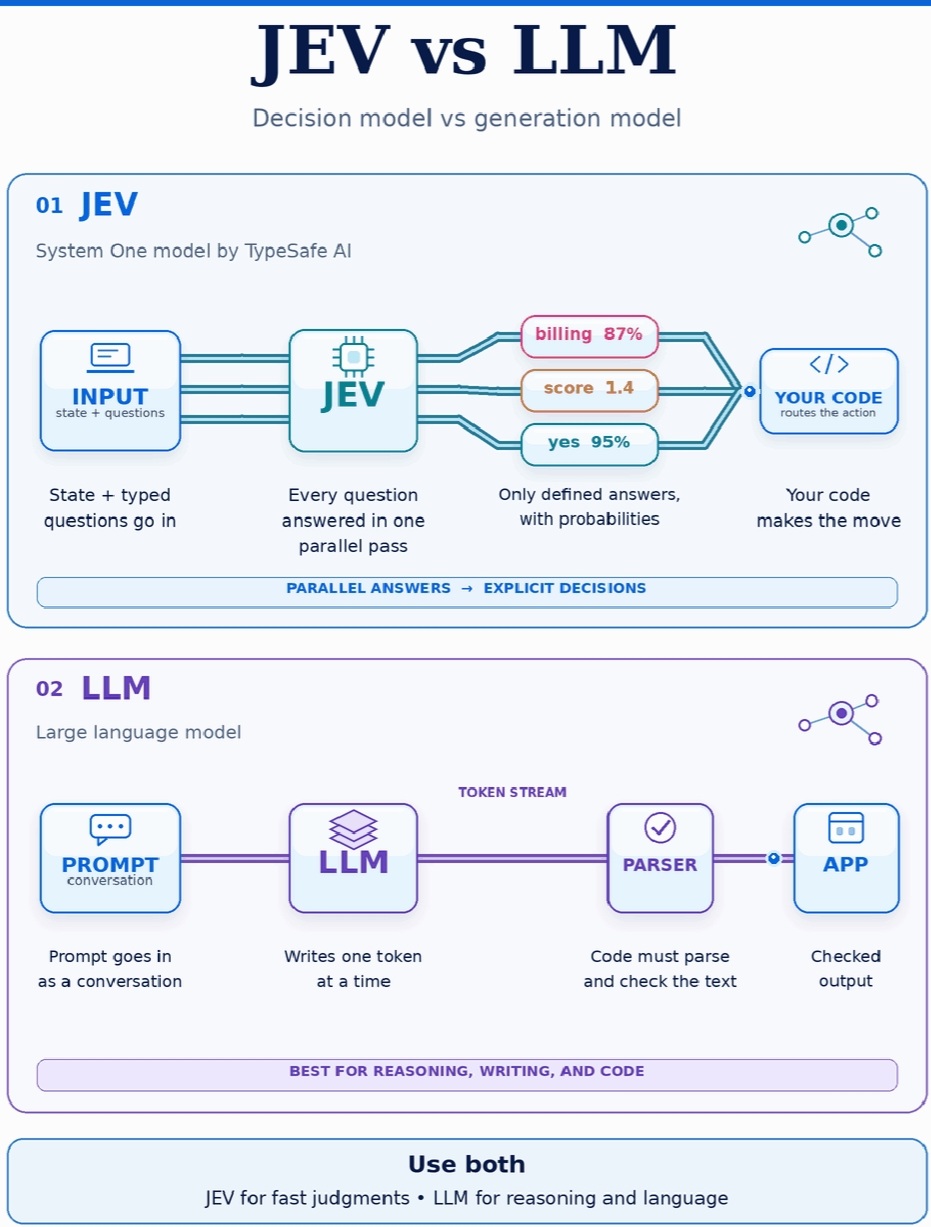 JEV vs LLM
Decision model vs generation model
01 JEV
System One model by TypeSafe AI
INPUT
state + questions
JEV
billing 87%
score 1.4
yes 95%
</>
YOUR CODE
routes the action
State + typed
questions go in
Every question
answered in one
parallel pass
Only defined answers,
with probabilities
Your code
makes the move
PARALLEL ANSWERS → EXPLICIT DECISIONS
02 LLM
Large language model
TOKEN STREAM
PROMPT
conversation
LLM
PARSER
APP
Prompt goes in
as a conversation
Writes one token
at a time
Code must parse
and check the text
Checked
output
BEST FOR REASONING, WRITING, AND CODE
Use both
JEV for fast judgments • LLM for reasoning and language